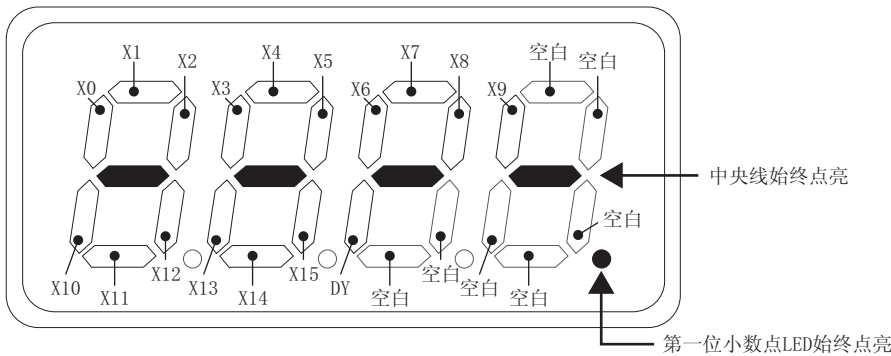 X1 X4 X7 空白
X2 X5 X8 空白
X0 X3 X6 X9
中央线始终点亮
空白
X12 X15 空白
X10 X13 DY 空白
X11 X14 空白 空白
第一位小数点LED始终点亮